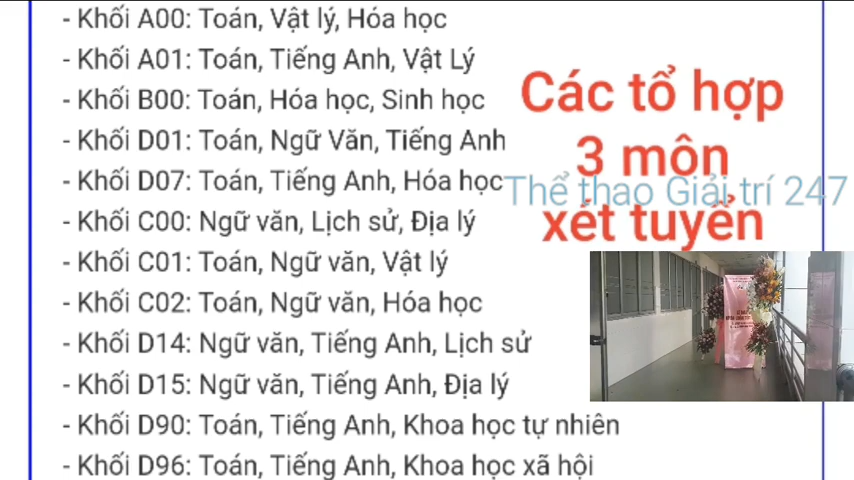 - Khối A00: Toán, Vật lý, Hóa học
- Khối A01: Toán, Tiếng Anh, Vật Lý
- Khối B00: Toán, Hóa học, Sinh học
- Khối D01: Toán, Ngữ Văn, Tiếng Anh
- Khối D07: Toán, Tiếng Anh, Hóa học
- Khối C00: Ngữ văn, Lịch sử, Địa lý
- Khối C01: Toán, Ngữ văn, Vật lý
- Khối C02: Toán, Ngữ văn, Hóa học
- Khối D14: Ngữ văn, Tiếng Anh, Lịch sử
- Khối D15: Ngữ văn, Tiếng Anh, Địa lý
- Khối D90: Toán, Tiếng Anh, Khoa học tự nhiên
- Khối D96: Toán, Tiếng Anh, Khoa học xã hội
Các tổ hợp
3 môn
Thể thao Giải trí 247
xét tuyển